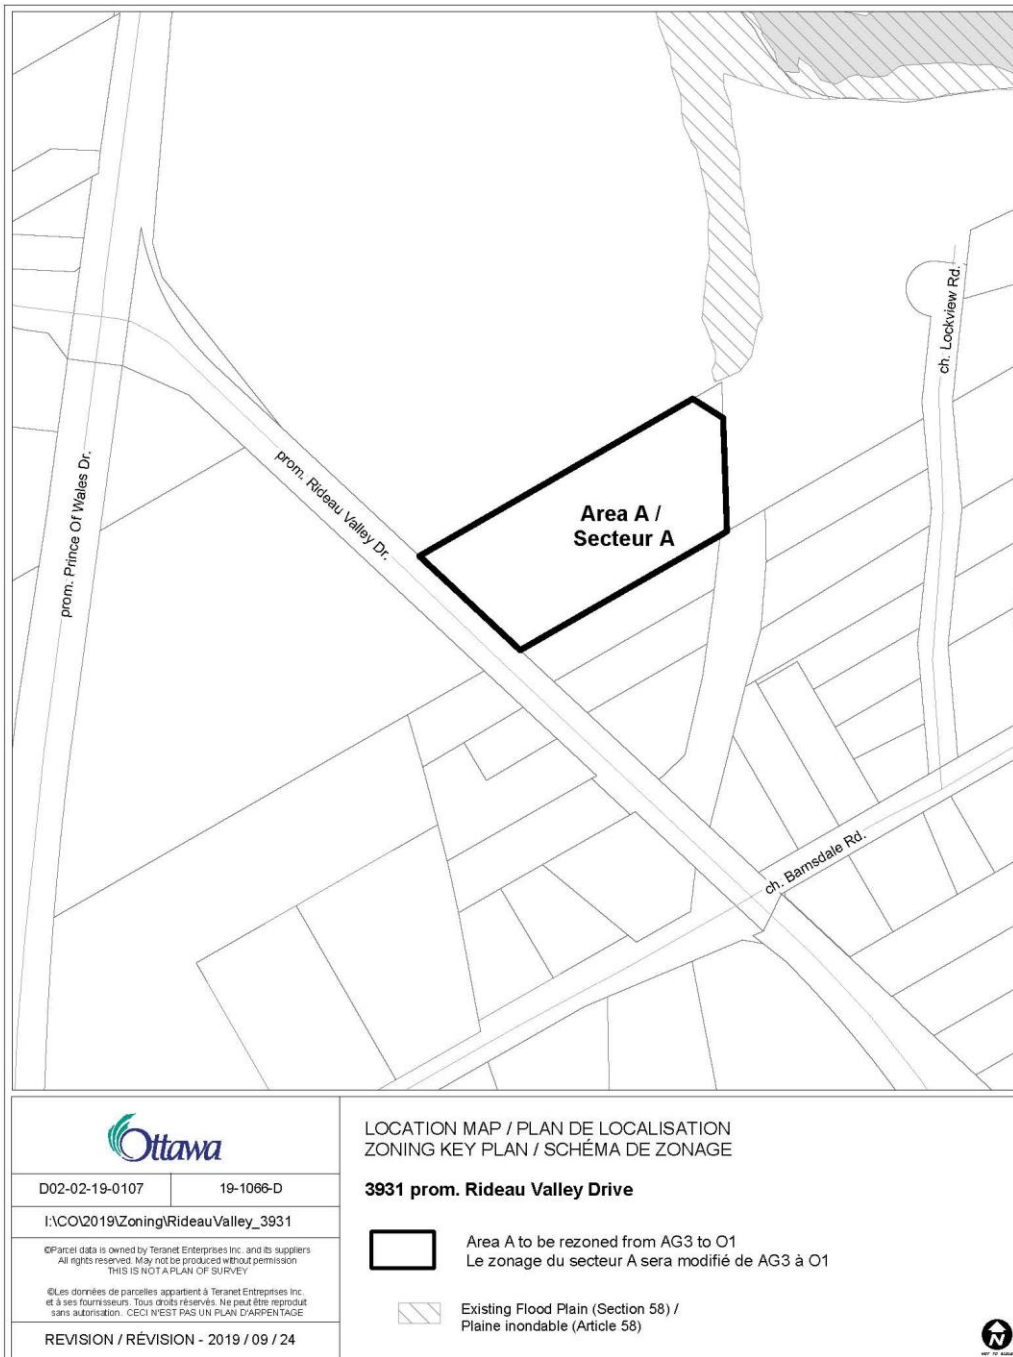 ch. Lockview Rd.
prom. Prince Of Wales Dr.
prom. Rideau Valley Dr.
Area A /
Secteur A
ch. Barnsdale Rd.
Ottawa
D02-02-19-0107
19-1066-D
I:\CO\2019\Zoning\RideauValley_3931
©Parcel data is owned by Teranet Enterprises Inc. and its suppliers
All rights reserved. May not be produced without permission
THIS IS NOT A PLAN OF SURVEY
©Les données de parcelles appartient à Teranet Entreprises Inc.
et à ses fournisseurs. Tous droits réservés. Ne peut être reproduit
sans autorisation. CECI N'EST PAS UN PLAN D'ARPENTAGE
REVISION / RÉVISION - 2019 / 09 / 24
LOCATION MAP / PLAN DE LOCALISATION
ZONING KEY PLAN / SCHÉMA DE ZONAGE
3931 prom. Rideau Valley Drive
Area A to be rezoned from AG3 to O1
Le zonage du secteur A sera modifié de AG3 à O1
Existing Flood Plain (Section 58) /
Plaine inondable (Article 58)
N
NOT TO SCALE